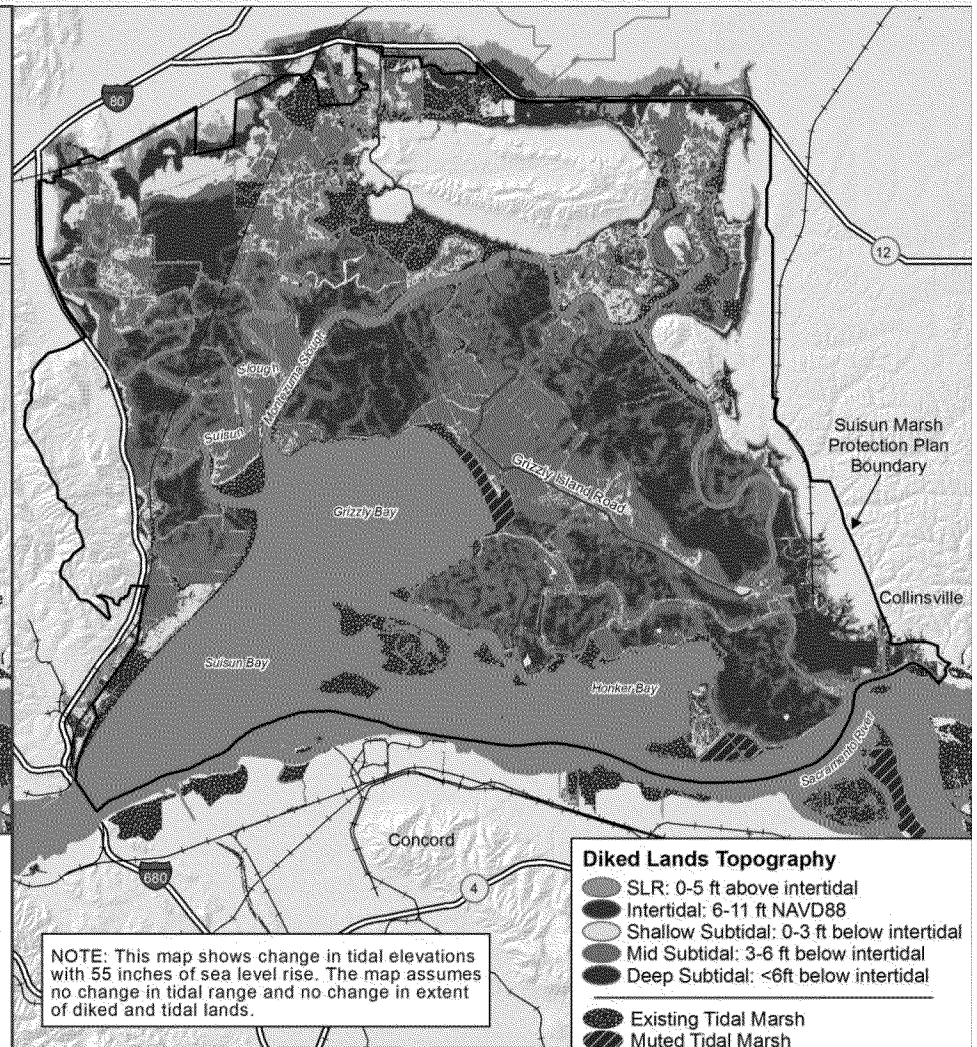 80
12
Slough
Montezuma Slough
Suisun
Suisun Marsh
Protection Plan
Boundary
Grizzly Island Road
Grizzly Bay
Collinsville
Suisun Bay
Honker Bay
Sacramento River
Concord
680
4
Diked Lands Topography
SLR: 0-5 ft above intertidal
Intertidal: 6-11 ft NAVD88
Shallow Subtidal: 0-3 ft below intertidal
Mid Subtidal: 3-6 ft below intertidal
Deep Subtidal: <6ft below intertidal
Existing Tidal Marsh
Muted Tidal Marsh
NOTE: This map shows change in tidal elevations
with 55 inches of sea level rise. The map assumes
no change in tidal range and no change in extent
of diked and tidal lands.